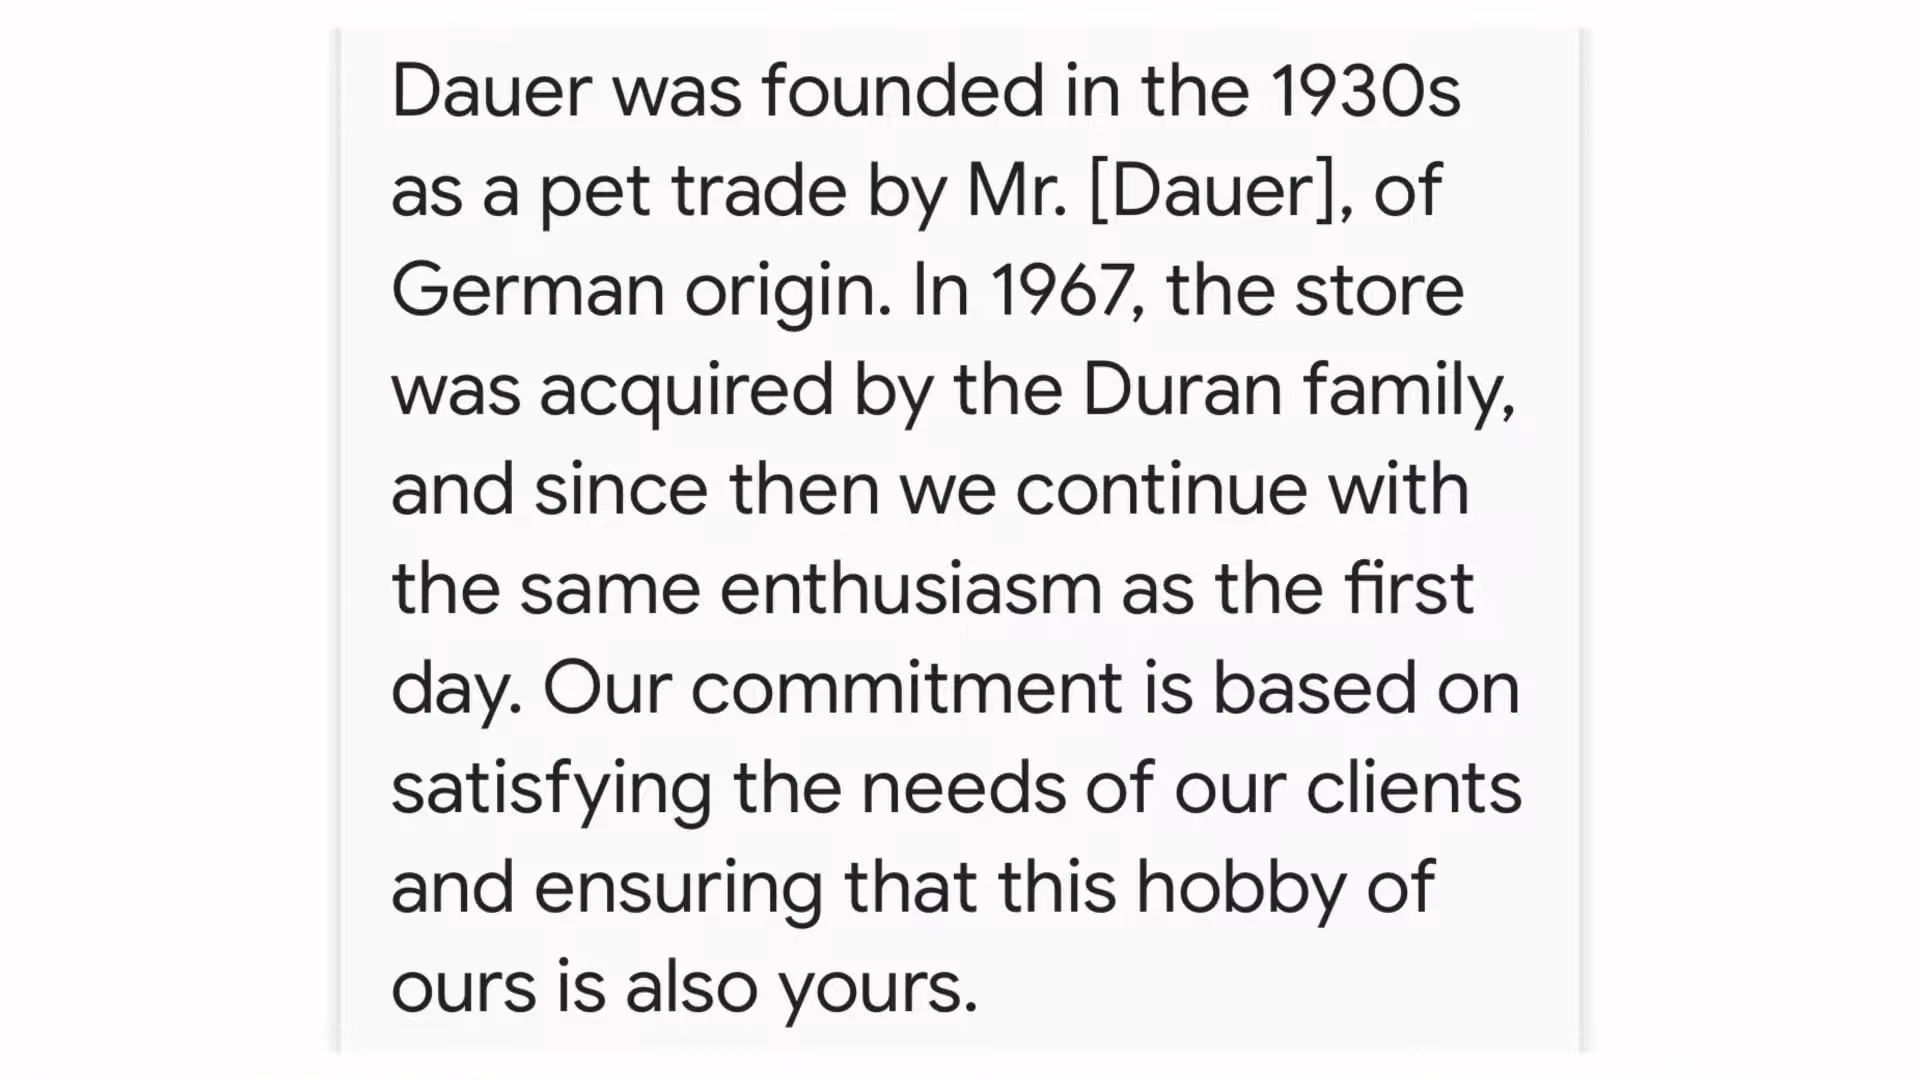 Dauer was founded in the 1930s
as a pet trade by Mr. [Dauer], of
German origin. In 1967, the store
was acquired by the Duran family,
and since then we continue with
the same enthusiasm as the first
day. Our commitment is based on
satisfying the needs of our clients
and ensuring that this hobby of
ours is also yours.